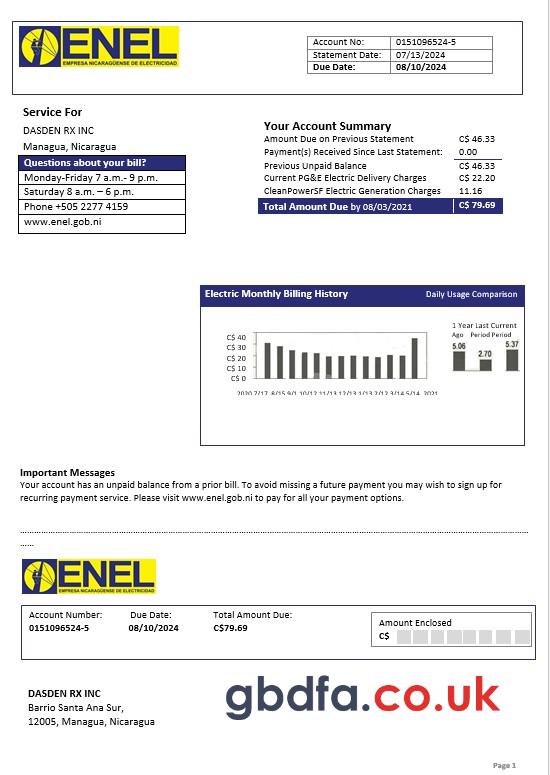 ENEL
EMPRESA NICARAGÜENSE DE ELECTRICIDAD
Account No: 0151096524-5
Statement Date: 07/13/2024
Due Date: 08/10/2024
Service For
DASDEN RX INC
Managua, Nicaragua
Questions about your bill?
Monday-Friday 7 a.m.- 9 p.m.
Saturday 8 a.m. – 6 p.m.
Phone +505 2277 4159
www.enel.gob.ni
Your Account Summary
Amount Due on Previous Statement C$ 46.33
Payment(s) Received Since Last Statement: 0.00
Previous Unpaid Balance C$ 46.33
Current PG&E Electric Delivery Charges C$ 22.20
CleanPowerSF Electric Generation Charges 11.16
Total Amount Due by 08/03/2021 C$ 79.69
Electric Monthly Billing History Daily Usage Comparison
C$ 40
C$ 30
C$ 20
C$ 10
C$ 0
2020 7/17 8/15 9/1 10/12 11/13 12/13 1/13 2/12 3/13 4/13 5/14 2021
1 Year Last Current
Ago Period Period
5.06 2.70 5.37
Important Messages
Your account has an unpaid balance from a prior bill. To avoid missing a future payment you may wish to sign up for
recurring payment service. Please visit www.enel.gob.ni to pay for all your payment options.
ENEL
EMPRESA NICARAGÜENSE DE ELECTRICIDAD
Account Number: Due Date: Total Amount Due:
0151096524-5 08/10/2024 C$79.69
Amount Enclosed
C$
DASDEN RX INC
Barrio Santa Ana Sur,
12005, Managua, Nicaragua
gbdfa.co.uk
Page 1